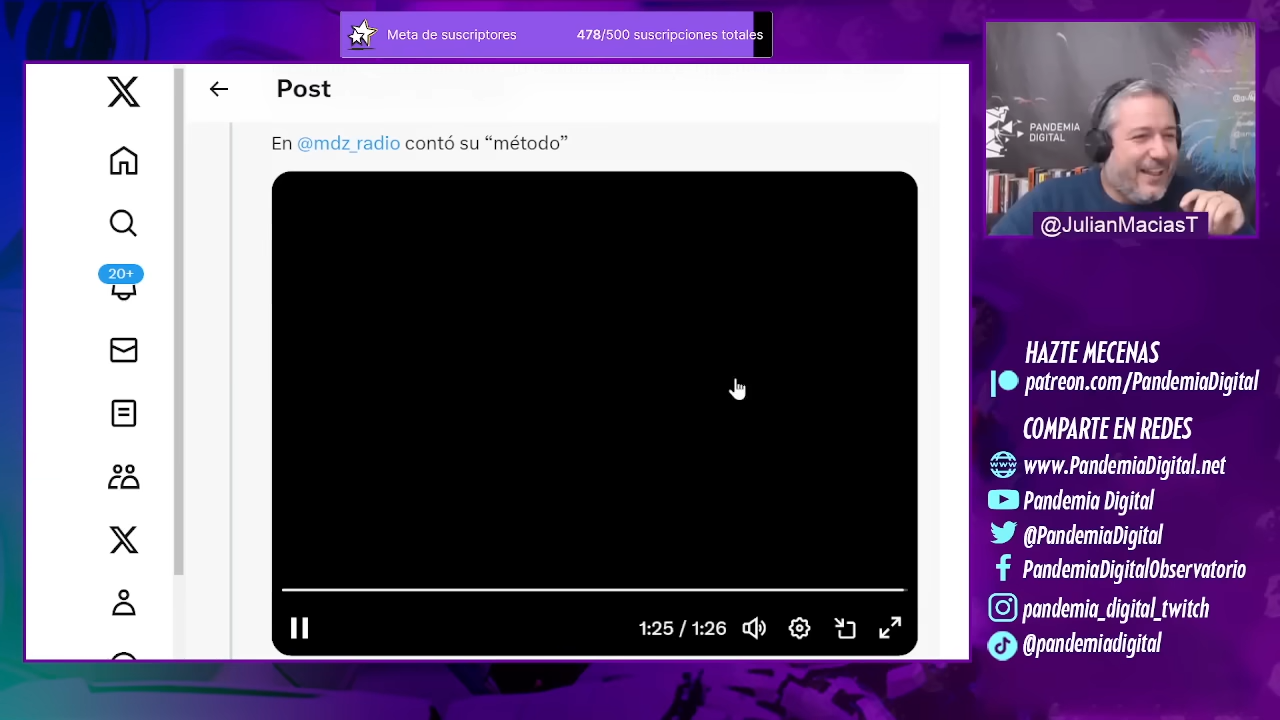 Meta de suscriptores 478/500 suscripciones totales
Post
En @mdz_radio contó su “método”
20+
1:25 / 1:26
PANDEMIA
DIGITAL
@JulianMaciasT
HAZTE MECENAS
patreon.com/PandemiaDigital
COMPARTE EN REDES
www.PandemiaDigital.net
Pandemia Digital
@PandemiaDigital
PandemiaDigitalObservatorio
pandemia_digital_twitch
@pandemiadigital